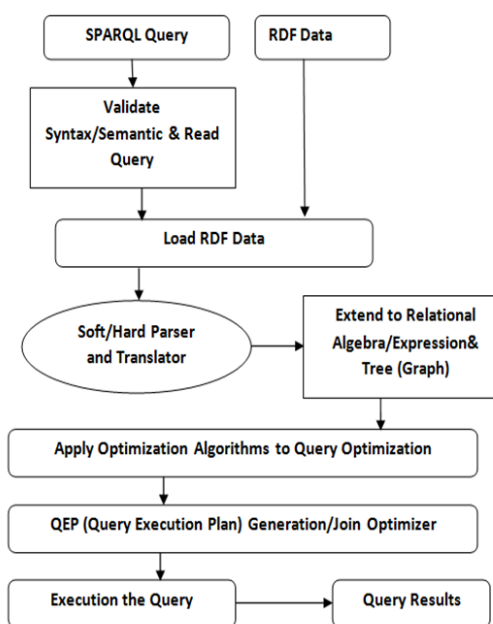 SPARQL Query
RDF Data
Validate
Syntax/Semantic & Read
Query
Load RDF Data
Soft/Hard Parser
and Translator
Extend to Relational
Algebra/Expression&
Tree (Graph)
Apply Optimization Algorithms to Query Optimization
QEP (Query Execution Plan) Generation/Join Optimizer
Execution the Query
Query Results